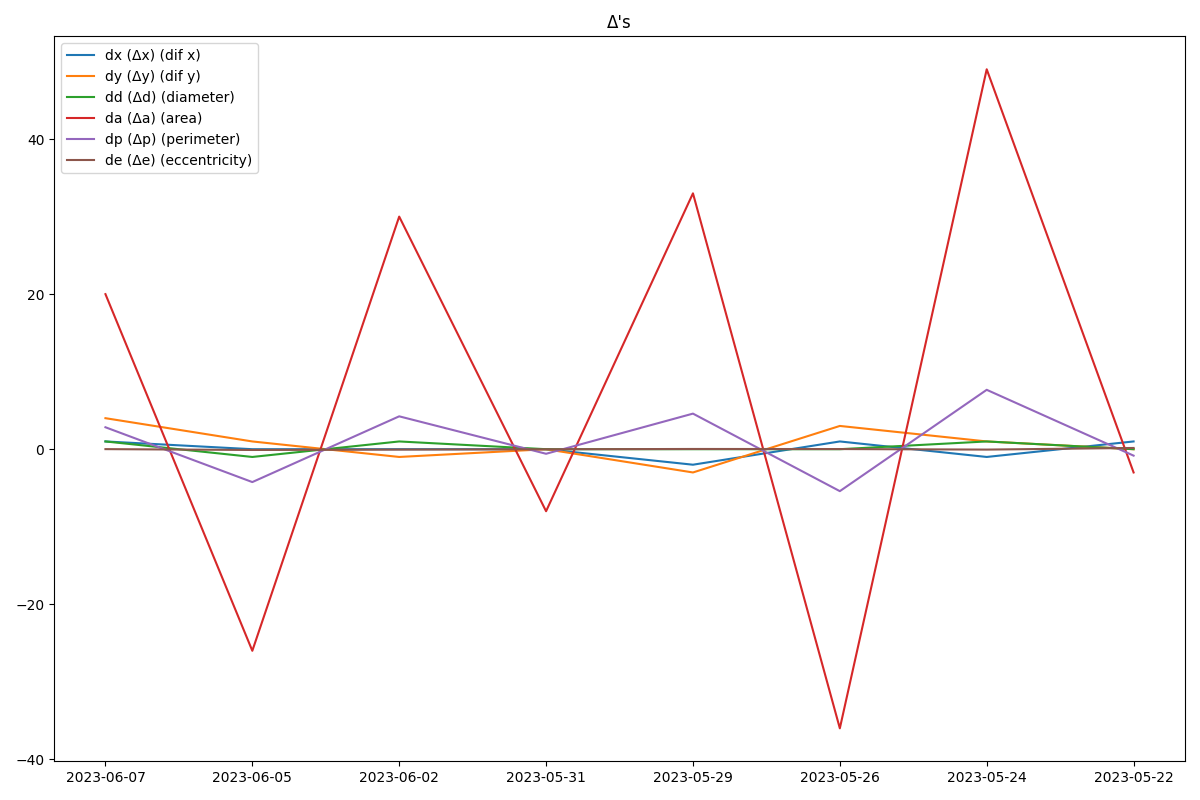 Δ's
dx (Δx) (dif x)
dy (Δy) (dif y)
dd (Δd) (diameter)
da (Δa) (area)
dp (Δp) (perimeter)
de (Δe) (eccentricity)
40
20
0
−20
−40
2023-06-07 2023-06-05 2023-06-02 2023-05-31 2023-05-29 2023-05-26 2023-05-24 2023-05-22